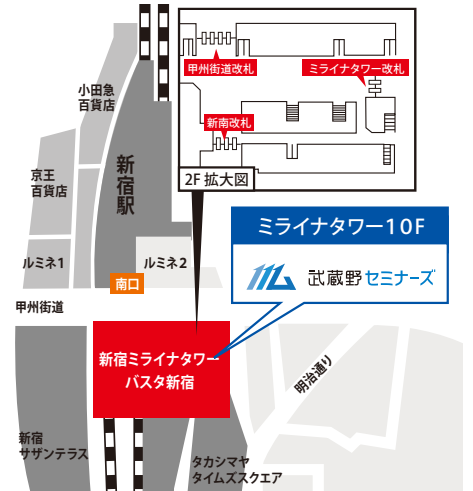 小田急
百貨店
京王
百貨店
新宿駅
ルミネ1
ルミネ2
南口
甲州街道
甲州街道改札
ミライナタワー改札
新南改札
2F 拡大図
ミライナタワー10F
武蔵野 セミナーズ
新宿ミライナタワー
バスタ新宿
明治通り
新宿
サザンテラス
タカシマヤ
タイムズスクエア